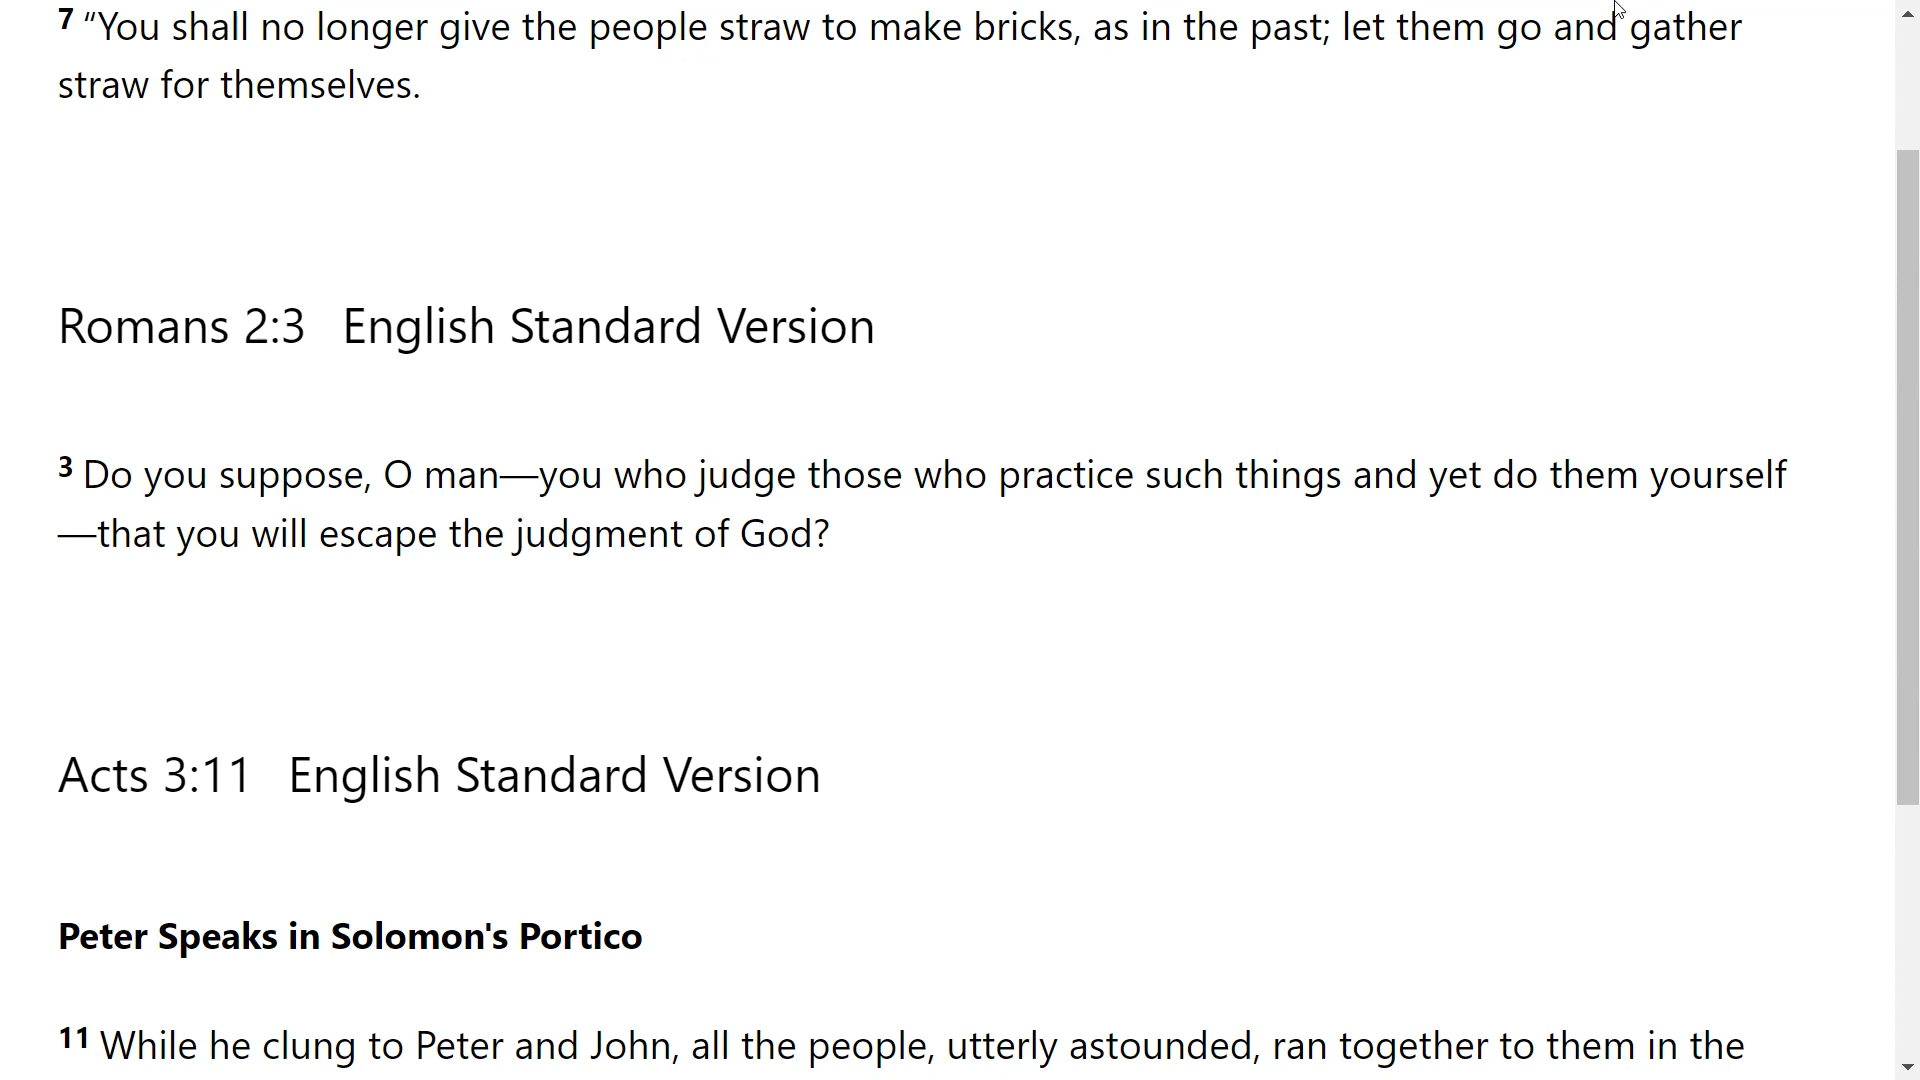 7 “You shall no longer give the people straw to make bricks, as in the past; let them go and gather
straw for themselves.
Romans 2:3 English Standard Version
3 Do you suppose, O man—you who judge those who practice such things and yet do them yourself
—that you will escape the judgment of God?
Acts 3:11 English Standard Version
Peter Speaks in Solomon's Portico
11 While he clung to Peter and John, all the people, utterly astounded, ran together to them in the